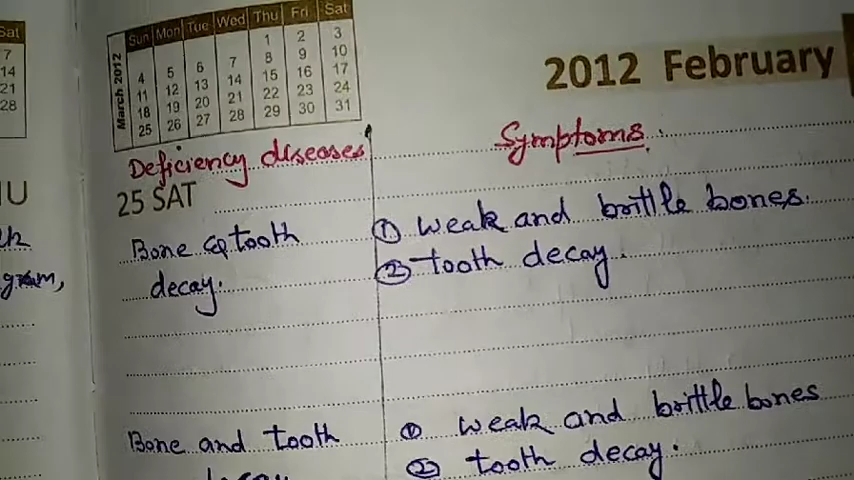 Sat
7
14
21
28
IU
gram,
March 2012
Sun Mon Tue Wed Thu Fri Sat
1 2 3
4 5 6 7 8 9 10
11 12 13 14 15 16 17
18 19 20 21 22 23 24
25 26 27 28 29 30 31
2012 February
Deficiency diseases
Symptoms
25 SAT
Bone & tooth
decay.
① weak and brittle bones.
② tooth decay.
Bone and tooth
decay
① weak and brittle bones
② tooth decay.